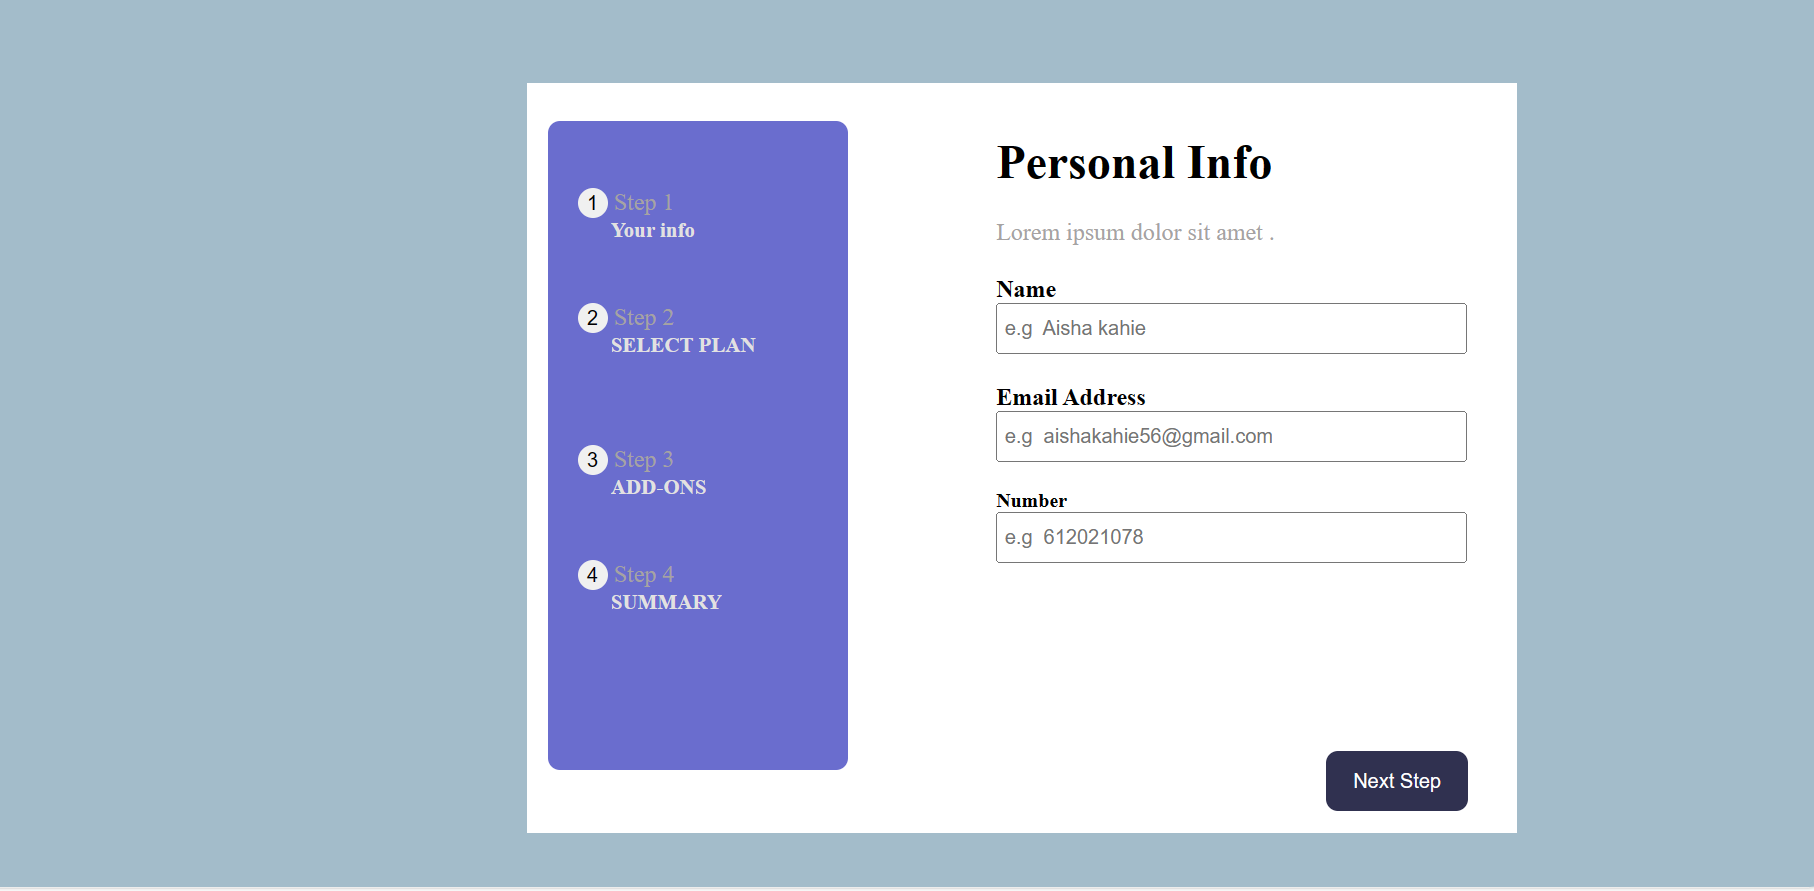 1 Step 1
Your info
2 Step 2
SELECT PLAN
3 Step 3
ADD-ONS
4 Step 4
SUMMARY
Personal Info
Lorem ipsum dolor sit amet .
Name
e.g  Aisha kahie
Email Address
e.g  aishakahie56@gmail.com
Number
e.g  612021078
Next Step